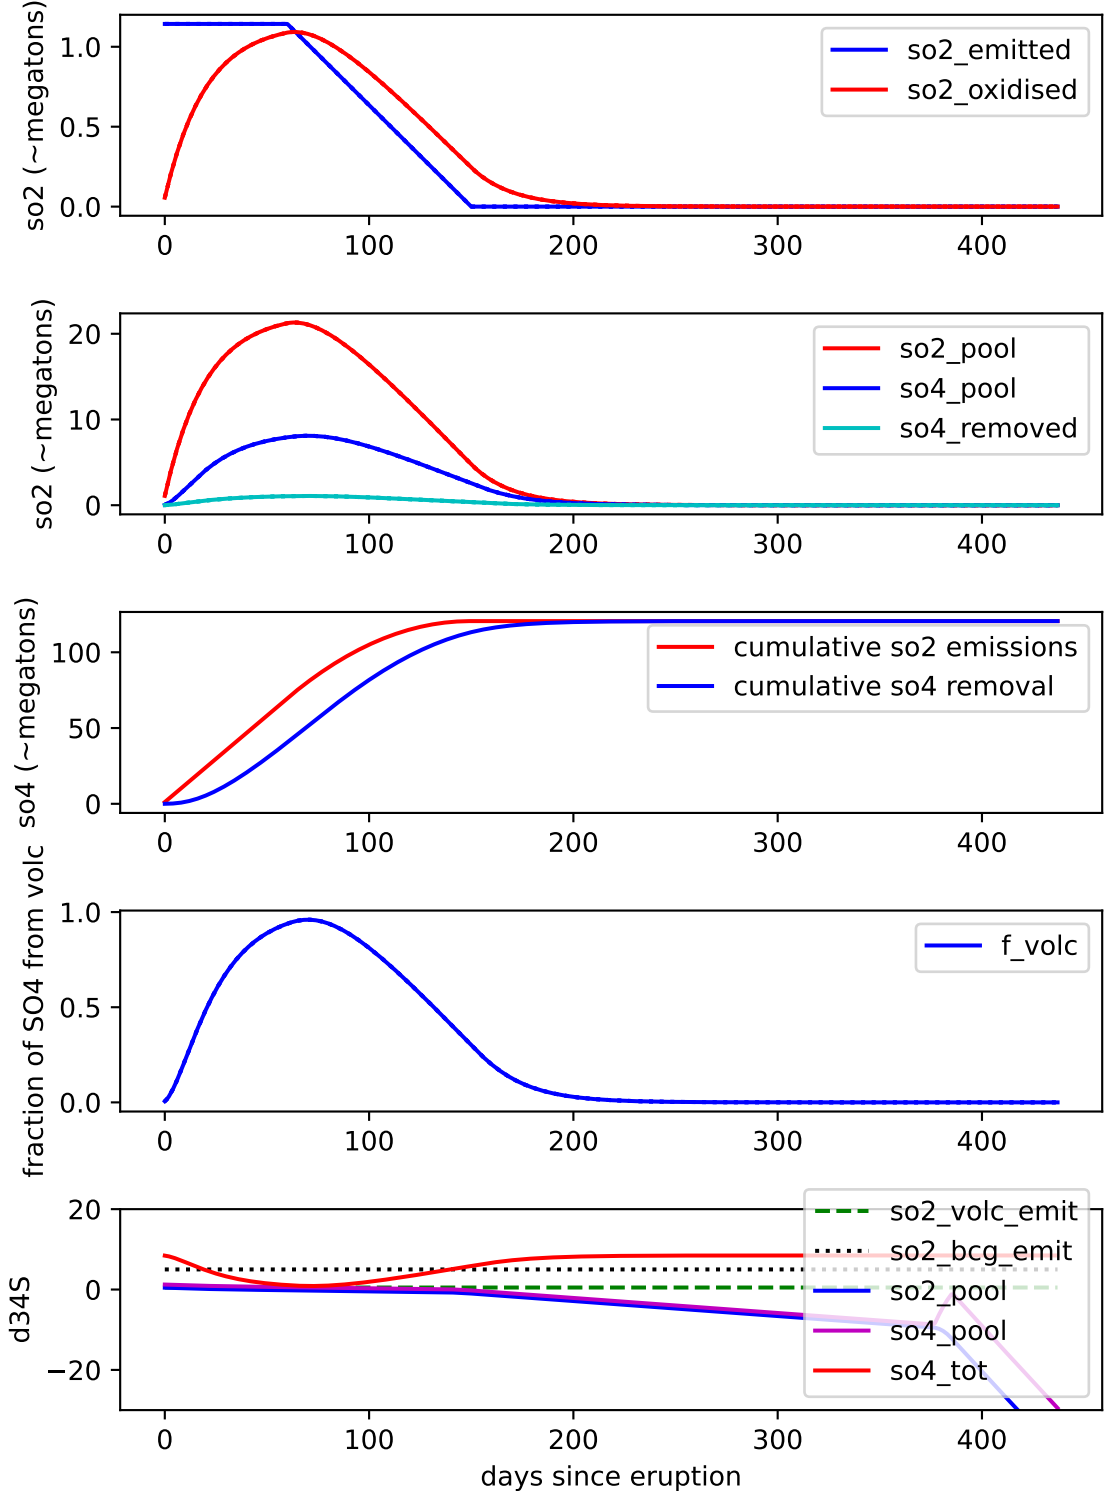 so2 (~megatons)
1.0
0.5
0.0
so2_emitted
so2_oxidised
0 100 200 300 400
so2 (~megatons)
20
10
0
so2_pool
so4_pool
so4_removed
0 100 200 300 400
so4 (~megatons)
100
50
0
cumulative so2 emissions
cumulative so4 removal
0 100 200 300 400
fraction of SO4 from volc
1.0
0.5
0.0
f_volc
0 100 200 300 400
d34S
20
0
−20
so2_volc_emit
so2_bcg_emit
so2_pool
so4_pool
so4_tot
0 100 200 300 400
days since eruption